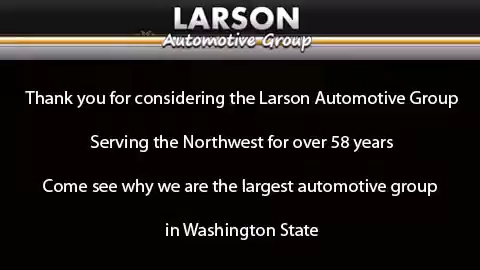 LARSON
Automotive Group
Thank you for considering the Larson Automotive Group
Serving the Northwest for over 58 years
Come see why we are the largest automotive group
in Washington State